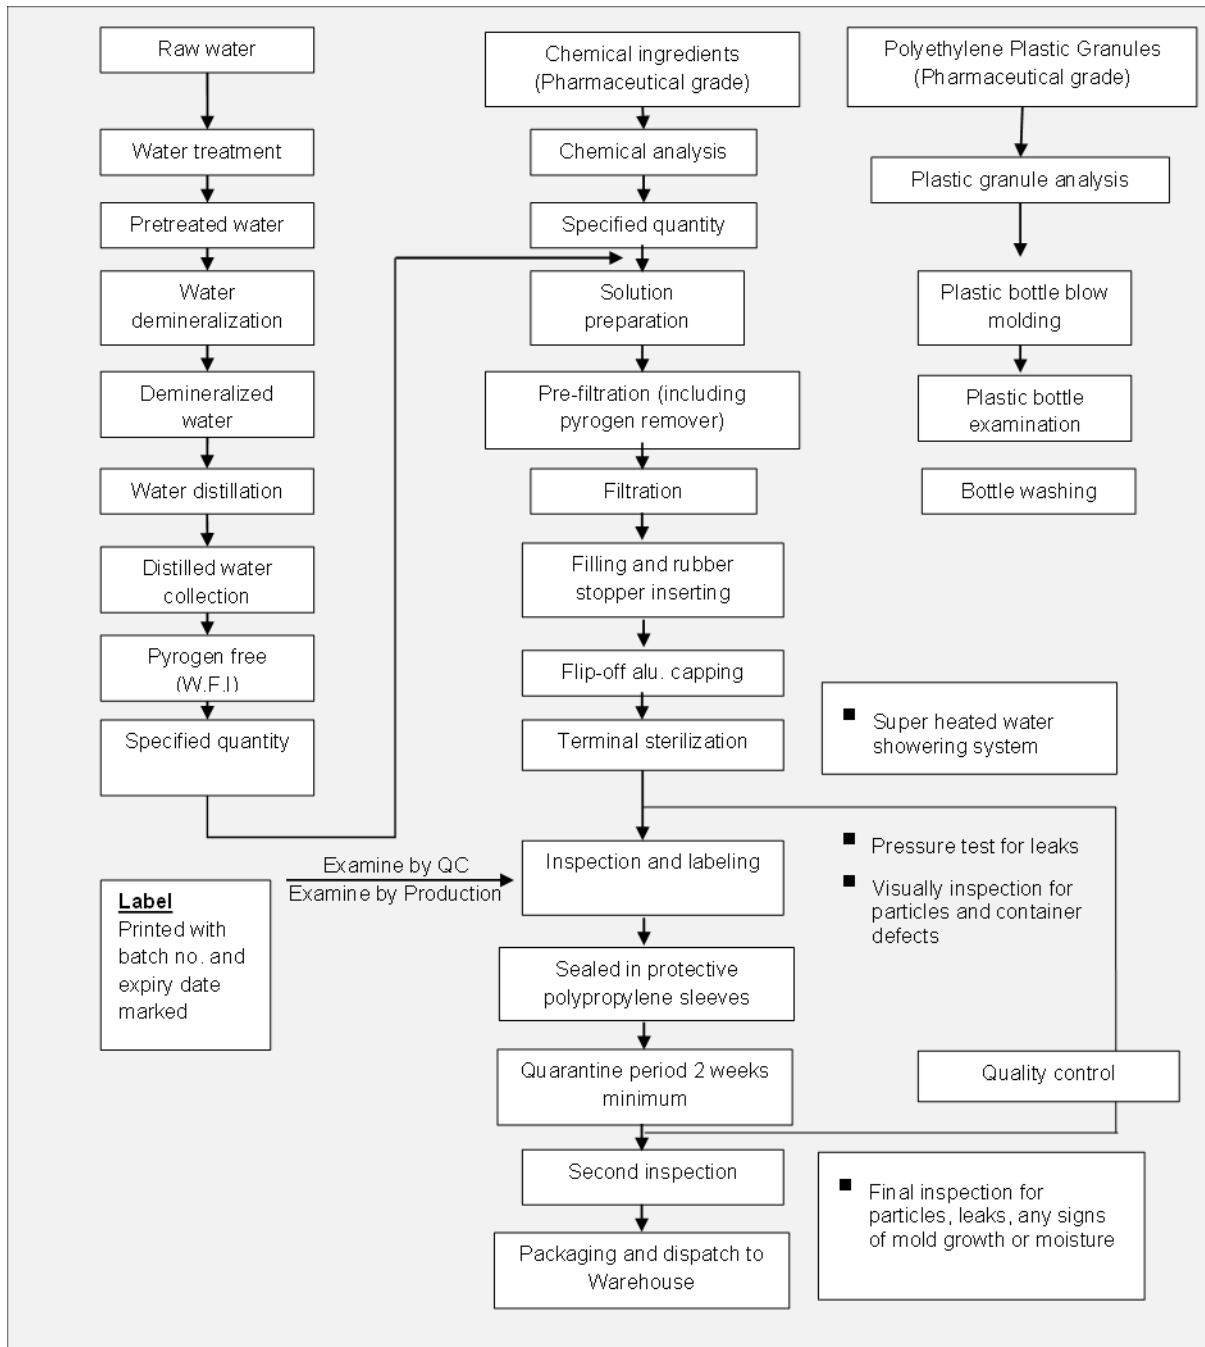 Raw water
Water treatment
Pretreated water
Water
demineralization
Demineralized
water
Water distillation
Distilled water
collection
Pyrogen free
(W.F.I)
Specified quantity
Chemical ingredients
(Pharmaceutical grade)
Chemical analysis
Specified quantity
Solution
preparation
Pre-filtration (including
pyrogen remover)
Filtration
Filling and rubber
stopper inserting
Flip-off alu. capping
Terminal sterilization
Inspection and labeling
Sealed in protective
polypropylene sleeves
Quarantine period 2 weeks
minimum
Second inspection
Packaging and dispatch to
Warehouse
Polyethylene Plastic Granules
(Pharmaceutical grade)
Plastic granule analysis
Plastic bottle blow
molding
Plastic bottle
examination
Bottle washing
■ Super heated water
showering system
■ Pressure test for leaks
■ Visually inspection for
particles and container
defects
Quality control
■ Final inspection for
particles, leaks, any signs
of mold growth or moisture
Examine by QC
Examine by Production
Label
Printed with
batch no. and
expiry date
marked